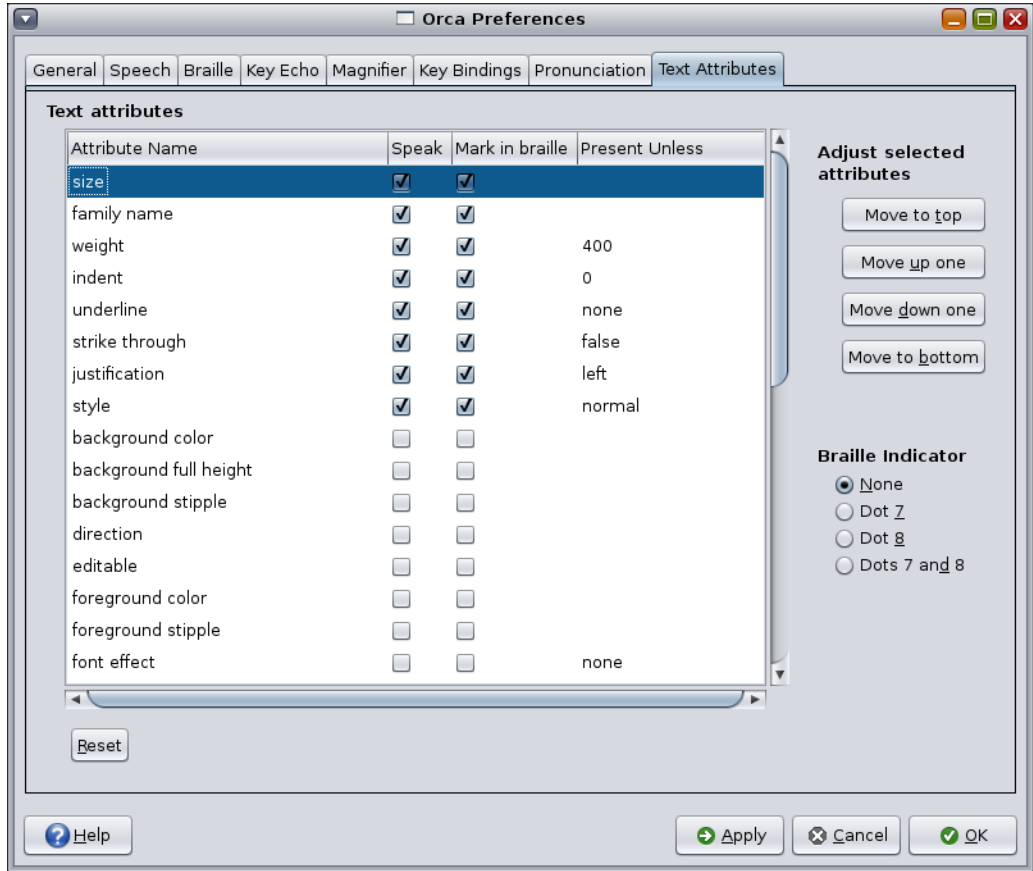 Orca Preferences
General Speech Braille Key Echo Magnifier Key Bindings Pronunciation Text Attributes
Text attributes
Attribute Name Speak Mark in braille Present Unless
size
family name
weight 400
indent 0
underline none
strike through false
justification left
style normal
background color
background full height
background stipple
direction
editable
foreground color
foreground stipple
font effect none
Reset
Adjust selected
attributes
Move to top
Move up one
Move down one
Move to bottom
Braille Indicator
None
Dot 7
Dot 8
Dots 7 and 8
Help Apply Cancel OK